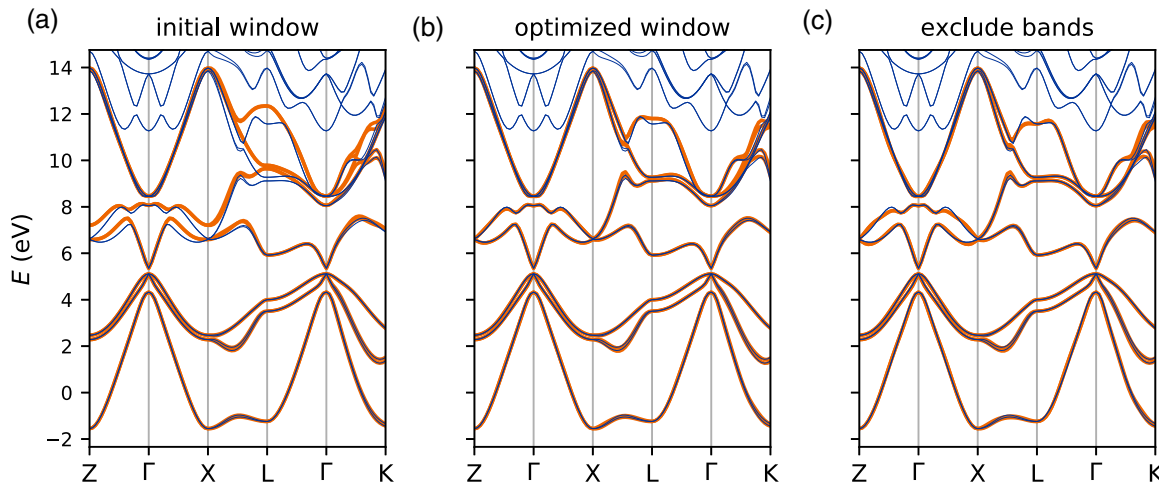 (a)
initial window
(b)
optimized window
(c)
exclude bands
E (eV)
14
12
10
8
6
4
2
0
−2
Z Γ X L Γ K
Z Γ X L Γ K
Z Γ X L Γ K